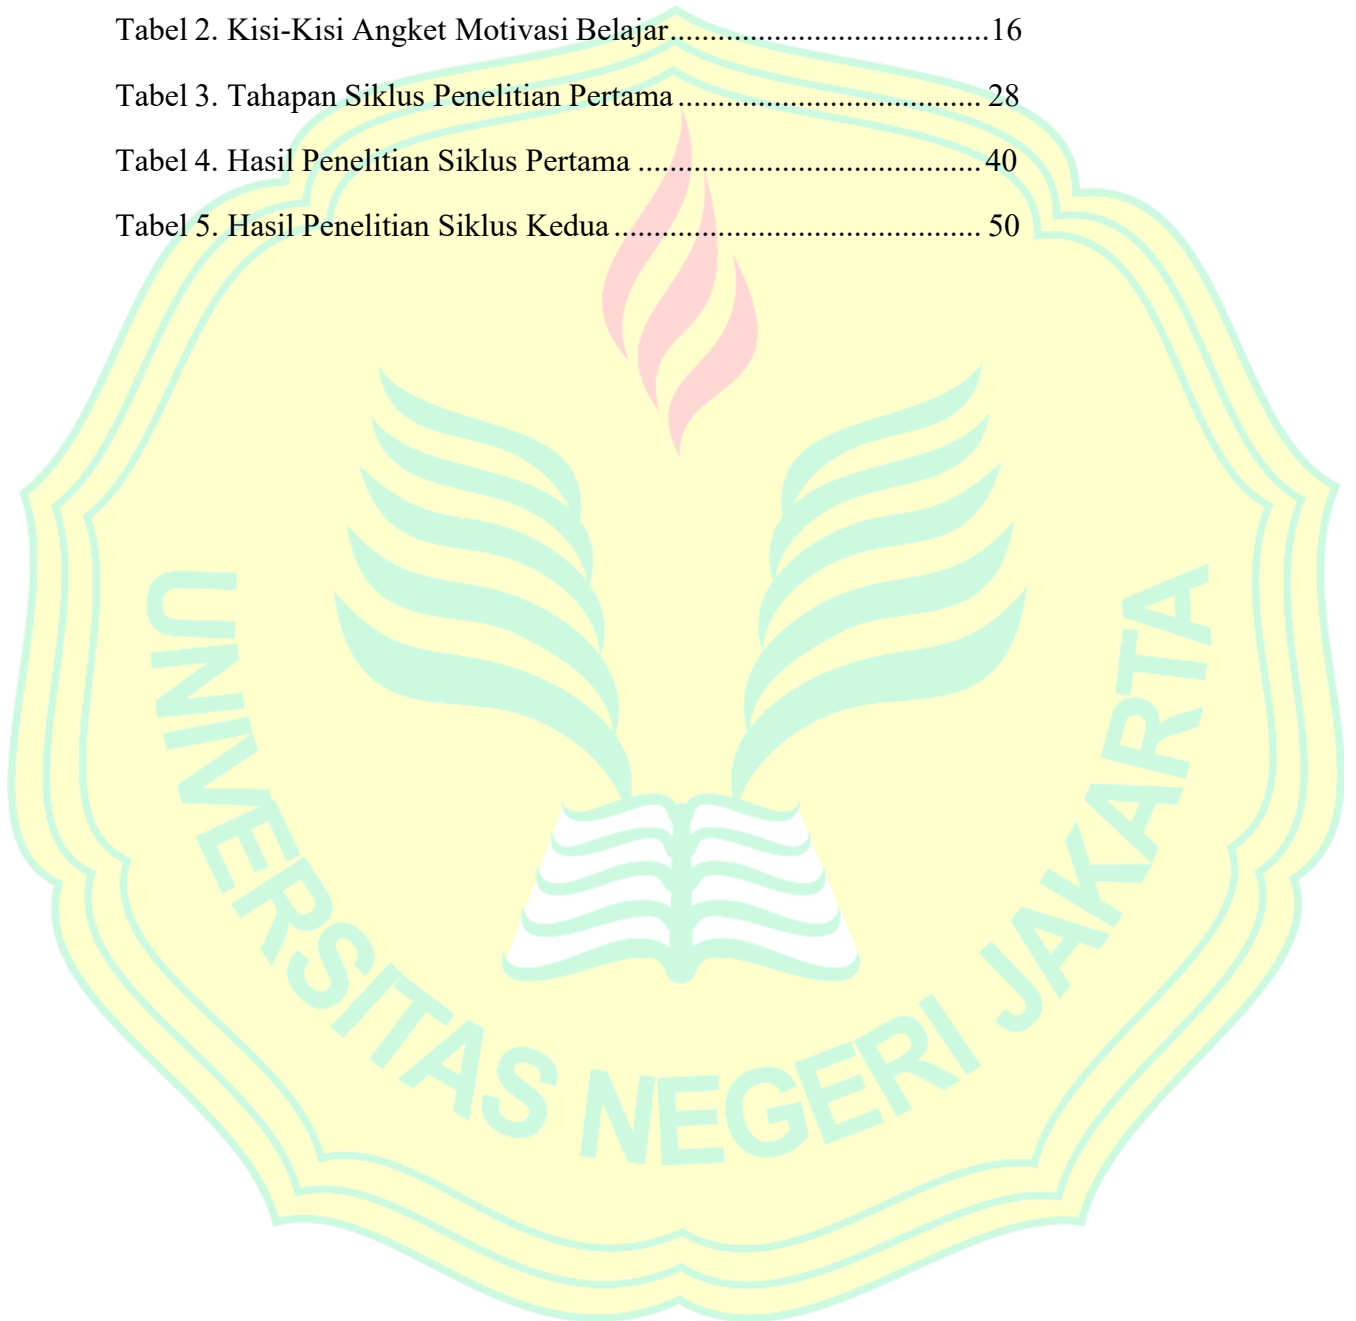 Tabel 2. Kisi-Kisi Angket Motivasi Belajar.....................................16
Tabel 3. Tahapan Siklus Penelitian Pertama..................................... 28
Tabel 4. Hasil Penelitian Siklus Pertama ..........................................40
Tabel 5. Hasil Penelitian Siklus Kedua............................................. 50
UNIVERSITAS NEGERI JAKARTA